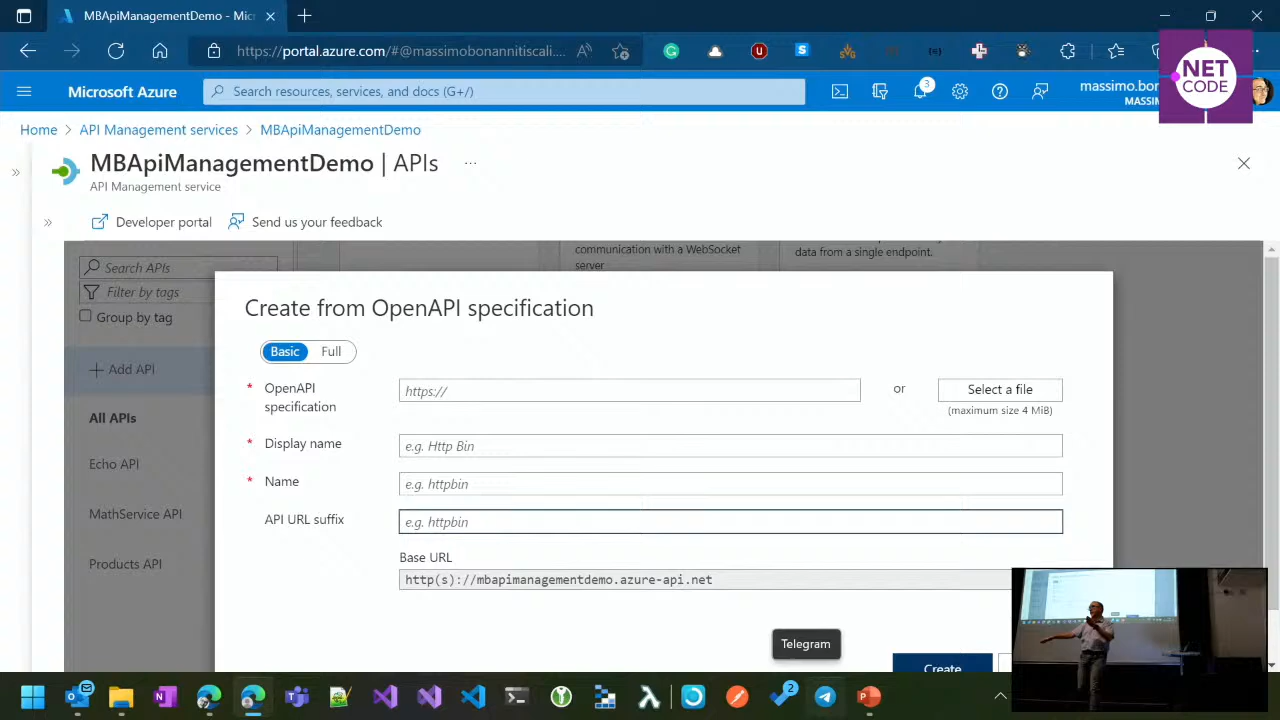 MBApiManagementDemo - Mic
https://portal.azure.com/#@massimobonannitiscali....
NET
CODE
Microsoft Azure
Search resources, services, and docs (G+/)
3
massimo.bon
MASSIM
Home > API Management services > MBApiManagementDemo
MBApiManagementDemo | APIs
...
API Management service
Developer portal
Send us your feedback
communication with a WebSocket
server
data from a single endpoint.
Search APIs
Filter by tags
Group by tag
Add API
All APIs
Echo API
MathService API
Products API
Create from OpenAPI specification
Basic
Full
* OpenAPI
specification
https://
or
Select a file
(maximum size 4 MiB)
* Display name
e.g. Http Bin
* Name
e.g. httpbin
API URL suffix
e.g. httpbin
Base URL
http(s)://mbapimanagementdemo.azure-api.net
Telegram
Create
2